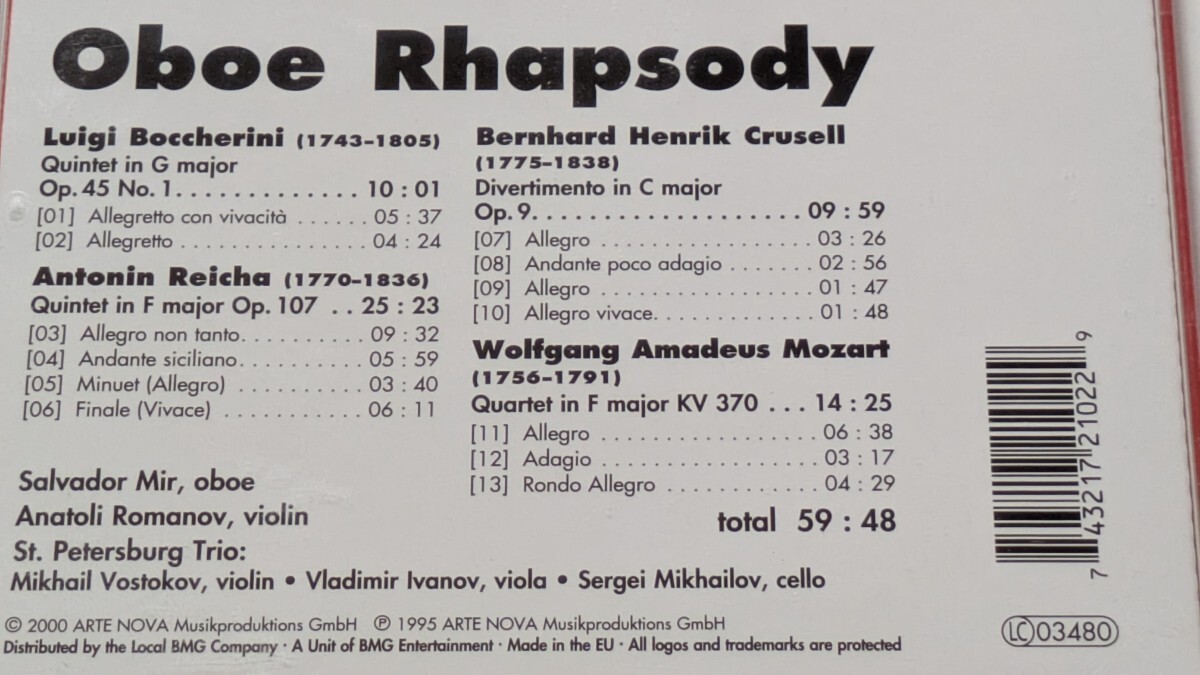 Oboe Rhapsody
Luigi Boccherini (1743-1805)
Quintet in G major
Op. 45 No. 1.............. 10 : 01
[01] Allegretto con vivacità ...... 05 : 37
[02] Allegretto ................ 04 : 24
Antonin Reicha (1770-1836)
Quintet in F major Op. 107 .. 25 : 23
[03] Allegro non tanto.......... 09 : 32
[04] Andante siciliano.......... 05 : 59
[05] Minuet (Allegro) .......... 03 : 40
[06] Finale (Vivace) ........... 06 : 11
Bernhard Henrik Crusell
(1775-1838)
Divertimento in C major
Op. 9.................... 09 : 59
[07] Allegro ................. 03 : 26
[08] Andante poco adagio ....... 02 : 56
[09] Allegro ................. 01 : 47
[10] Allegro vivace............. 01 : 48
Wolfgang Amadeus Mozart
(1756-1791)
Quartet in F major KV 370 ... 14 : 25
[11] Allegro ................. 06 : 38
[12] Adagio ................. 03 : 17
[13] Rondo Allegro ............ 04 : 29
total 59 : 48
Salvador Mir, oboe
Anatoli Romanov, violin
St. Petersburg Trio:
Mikhail Vostokov, violin • Vladimir Ivanov, viola • Sergei Mikhailov, cello
© 2000 ARTE NOVA Musikproduktions GmbH ℗ 1995 ARTE NOVA Musikproduktions GmbH
Distributed by the Local BMG Company · A Unit of BMG Entertainment · Made in the EU · All logos and trademarks are protected
7 43217 21022 9
LC 03480